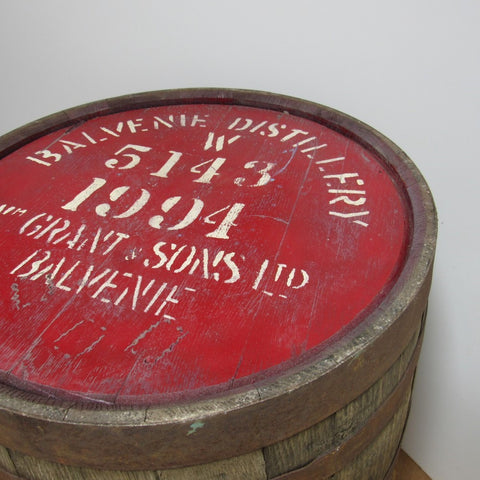 BALVENIE DISTILLERY
W
5143
1994
WM GRANT & SONS LTD
BALVENIE